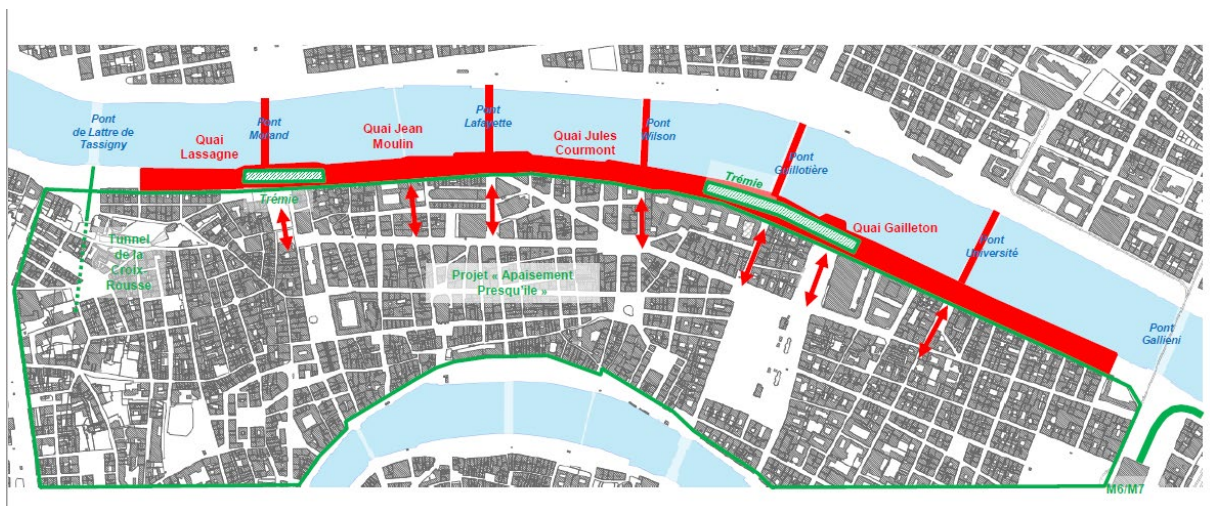 Pont
de Lattre de
Tassigny
Quai
Lassagne
Pont
Morand
Quai Jean
Moulin
Pont
Lafayette
Quai Jules
Courmont
Pont
Wilson
Pont
Guillotière
Trémie
Trémie
Quai Gailleton
Pont
Université
Tunnel
de la
Croix-
Rousse
Projet « Apaisement
Presqu'ile »
Pont
Gallieni
M6/M7